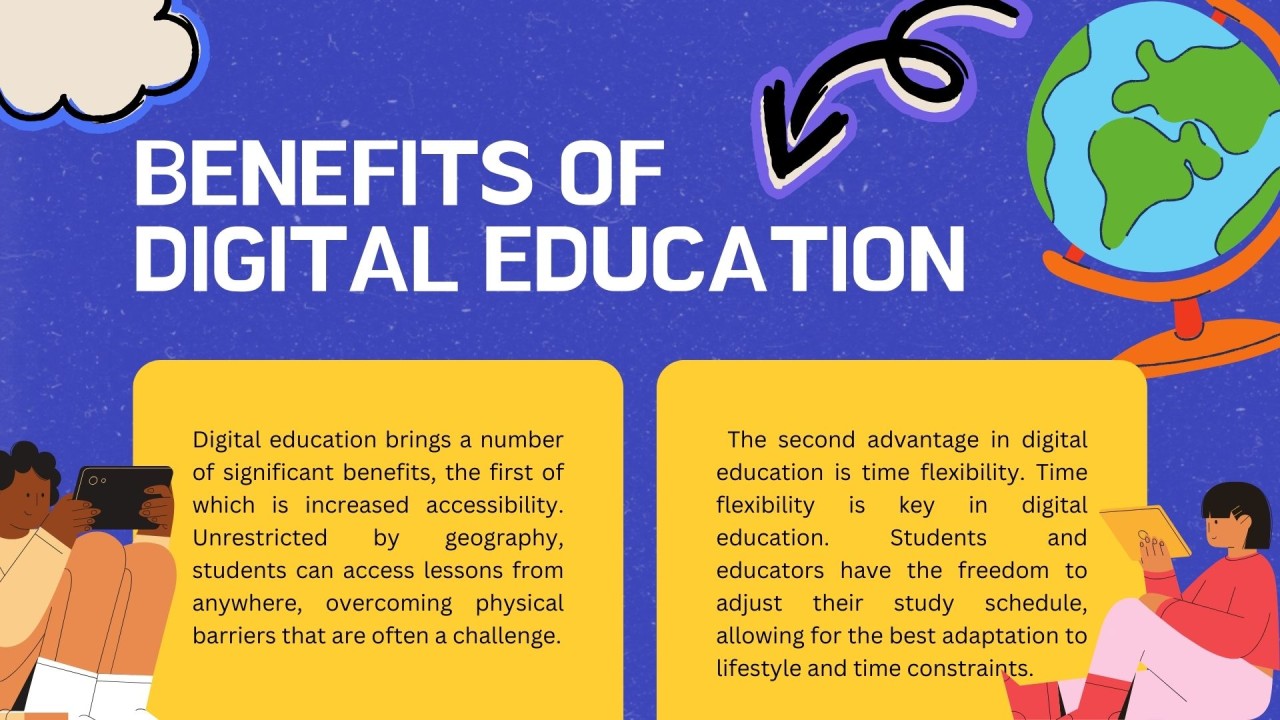 BENEFITS OF
DIGITAL EDUCATION
Digital education brings a number
of significant benefits, the first of
which is increased accessibility.
Unrestricted by geography,
students can access lessons from
anywhere, overcoming physical
barriers that are often a challenge.
The second advantage in digital
education is time flexibility. Time
flexibility is key in digital
education. Students and
educators have the freedom to
adjust their study schedule,
allowing for the best adaptation to
lifestyle and time constraints.